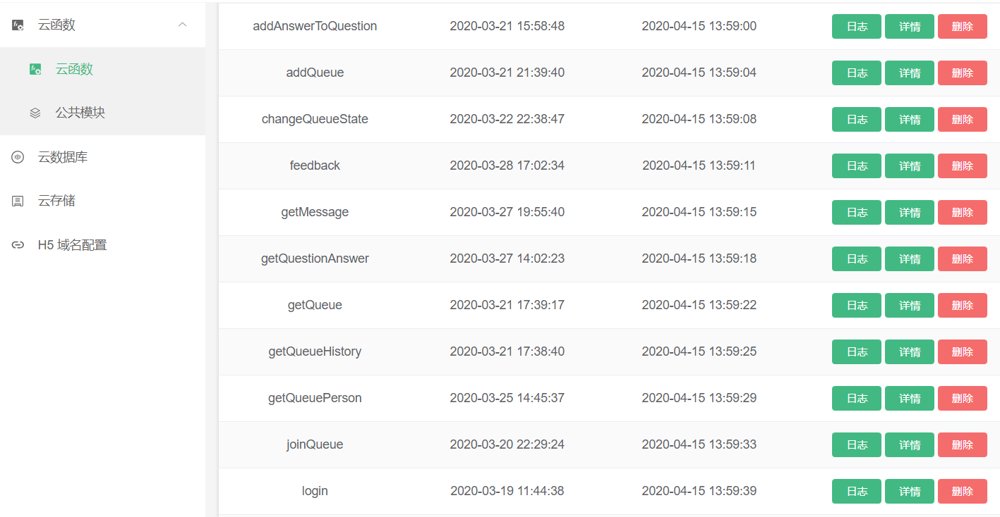 云函数
云函数
公共模块
云数据库
云存储
H5 域名配置
addAnswerToQuestion 2020-03-21 15:58:48 2020-04-15 13:59:00 日志 详情 删除
addQueue 2020-03-21 21:39:40 2020-04-15 13:59:04 日志 详情 删除
changeQueueState 2020-03-22 22:38:47 2020-04-15 13:59:08 日志 详情 删除
feedback 2020-03-28 17:02:34 2020-04-15 13:59:11 日志 详情 删除
getMessage 2020-03-27 19:55:40 2020-04-15 13:59:15 日志 详情 删除
getQuestionAnswer 2020-03-27 14:02:23 2020-04-15 13:59:18 日志 详情 删除
getQueue 2020-03-21 17:39:17 2020-04-15 13:59:22 日志 详情 删除
getQueueHistory 2020-03-21 17:38:40 2020-04-15 13:59:25 日志 详情 删除
getQueuePerson 2020-03-25 14:45:37 2020-04-15 13:59:29 日志 详情 删除
joinQueue 2020-03-20 22:29:24 2020-04-15 13:59:33 日志 详情 删除
login 2020-03-19 11:44:38 2020-04-15 13:59:39 日志 详情 删除